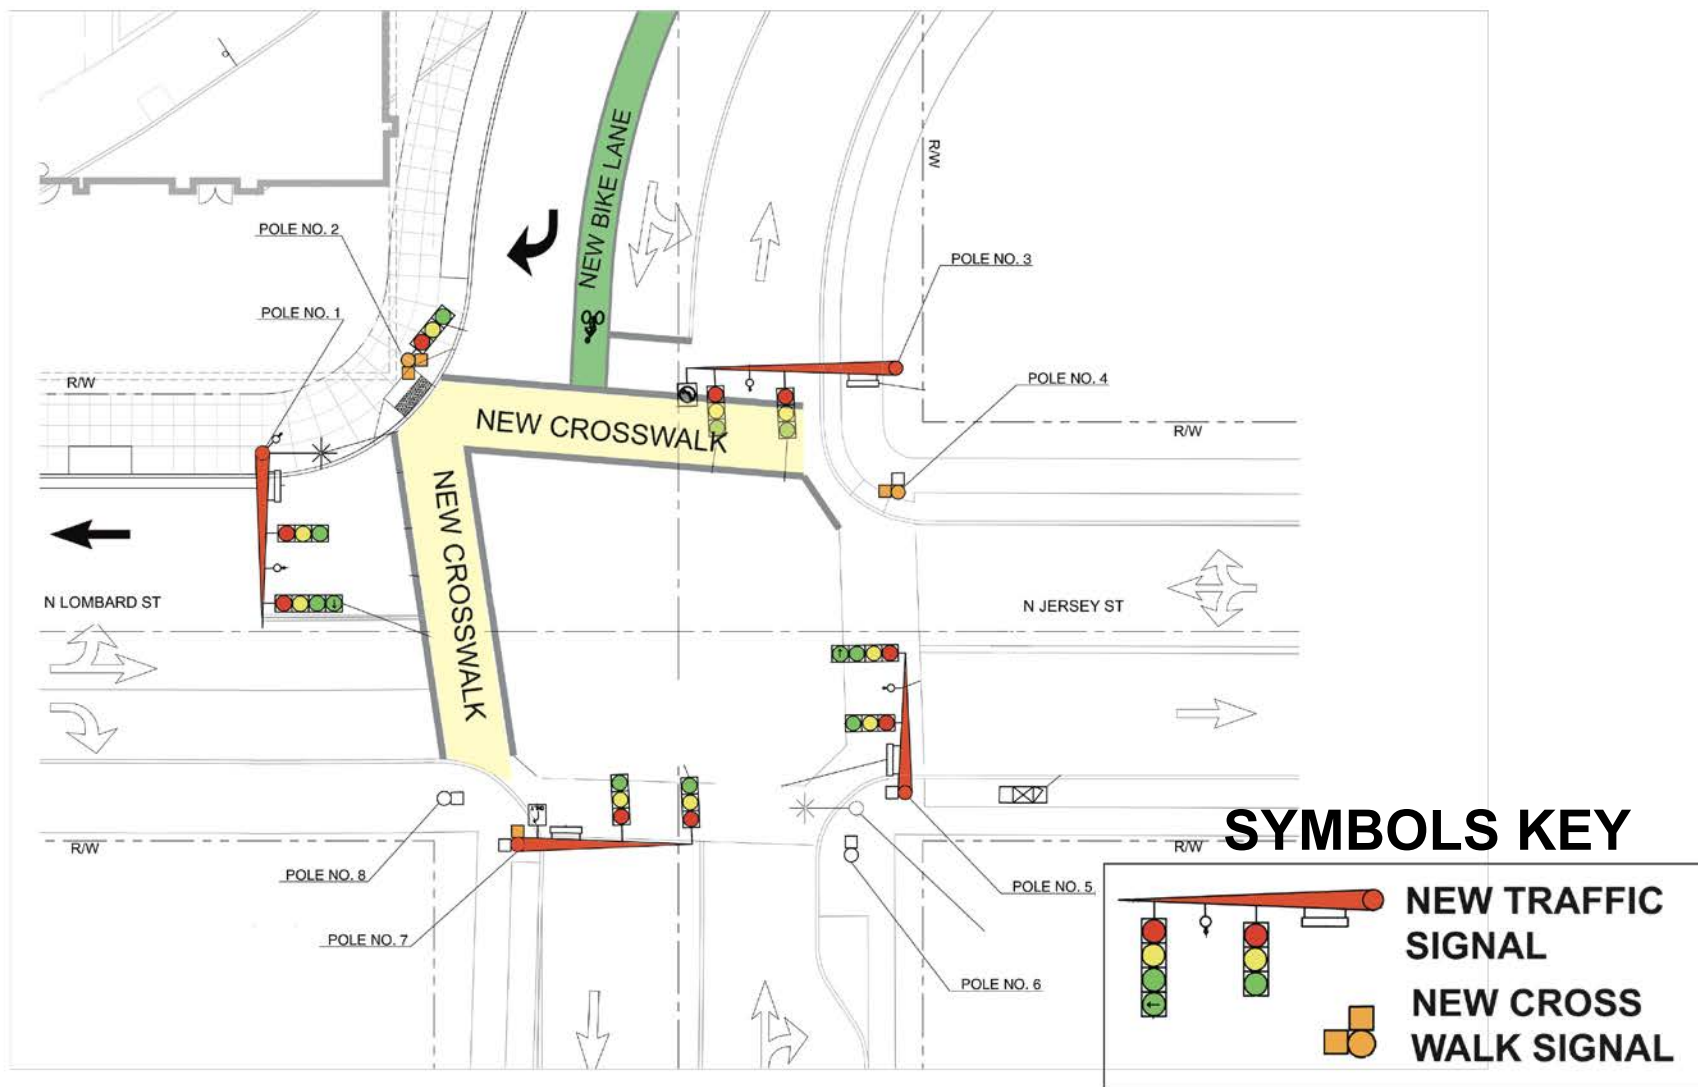 NEW BIKE LANE
R/W
POLE NO. 2
POLE NO. 3
POLE NO. 1
R/W
POLE NO. 4
NEW CROSSWALK
R/W
NEW CROSSWALK
N LOMBARD ST
N JERSEY ST
R/W
R/W
POLE NO. 8
POLE NO. 5
POLE NO. 7
POLE NO. 6
SYMBOLS KEY
NEW TRAFFIC
SIGNAL
NEW CROSS
WALK SIGNAL